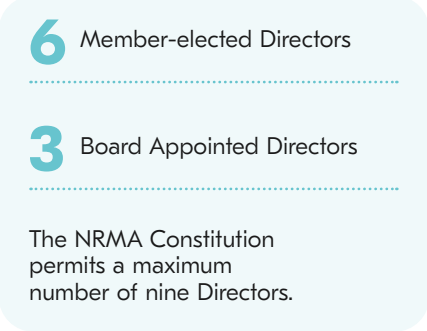 6 Member-elected Directors
3 Board Appointed Directors
The NRMA Constitution
permits a maximum
number of nine Directors.